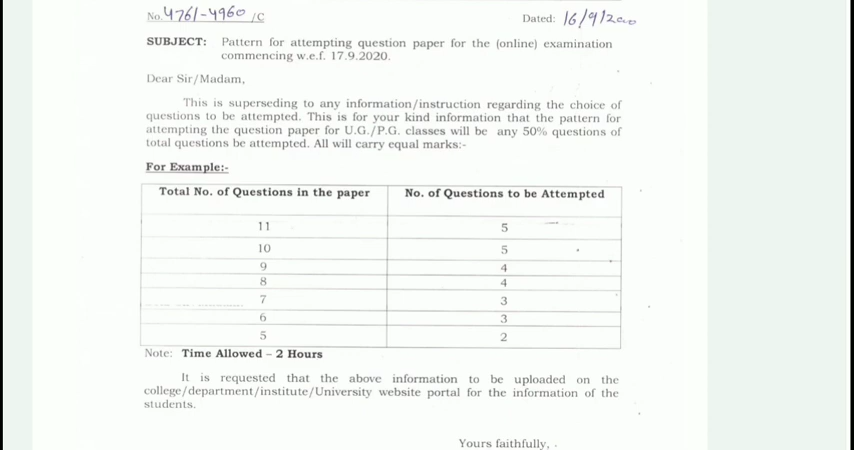 No. 4761-4960 /C Dated: 16/9/2020
SUBJECT: Pattern for attempting question paper for the (online) examination
commencing w.e.f. 17.9.2020.
Dear Sir/Madam,
This is superseding to any information/instruction regarding the choice of
questions to be attempted. This is for your kind information that the pattern for
attempting the question paper for U.G./P.G. classes will be any 50% questions of
total questions be attempted. All will carry equal marks:-
For Example:-
Total No. of Questions in the paper No. of Questions to be Attempted
11 5
10 5
9 4
8 4
7 3
6 3
5 2
Note: Time Allowed – 2 Hours
It is requested that the above information to be uploaded on the
college/department/institute/University website portal for the information of the
students.
Yours faithfully,